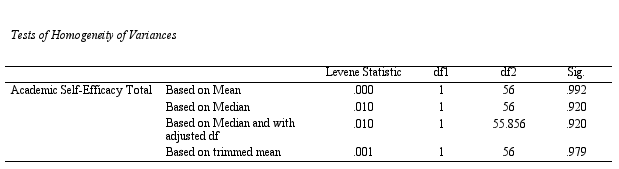 Tests of Homogeneity of Variances
Levene Statistic df1 df2 Sig.
Academic Self-Efficacy Total Based on Mean .000 1 56 .992
Based on Median .010 1 56 .920
Based on Median and with adjusted df .010 1 55.856 .920
Based on trimmed mean .001 1 56 .979